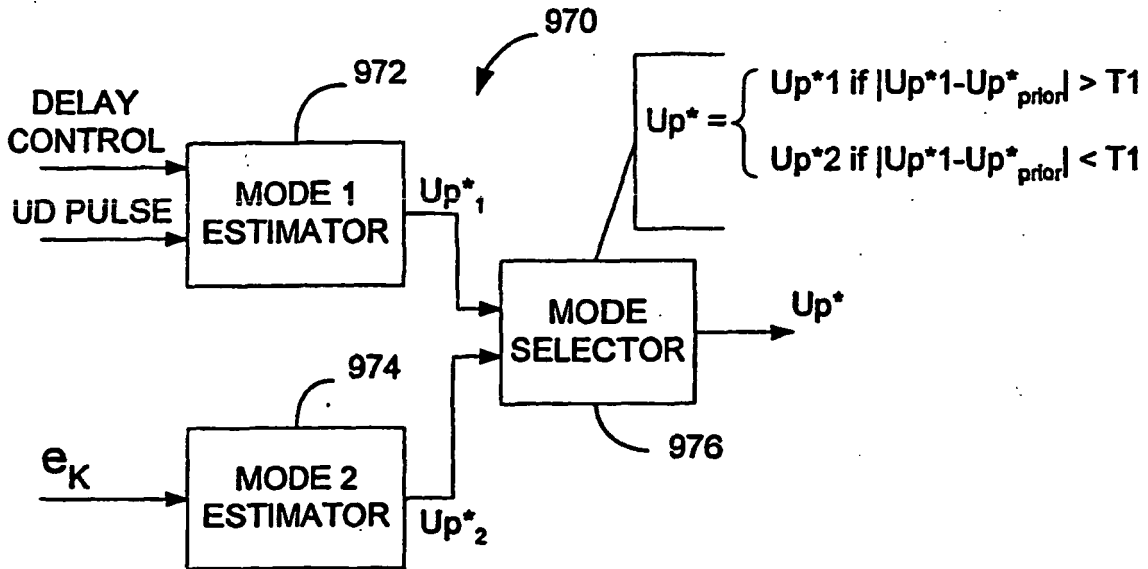 970
972
DELAY
CONTROL
UD PULSE
MODE 1
ESTIMATOR
Up*1
Up* = { Up*1 if |Up*1-Up*prior| > T1
Up*2 if |Up*1-Up*prior| < T1
MODE
SELECTOR
Up*
976
974
eK
MODE 2
ESTIMATOR
Up*2